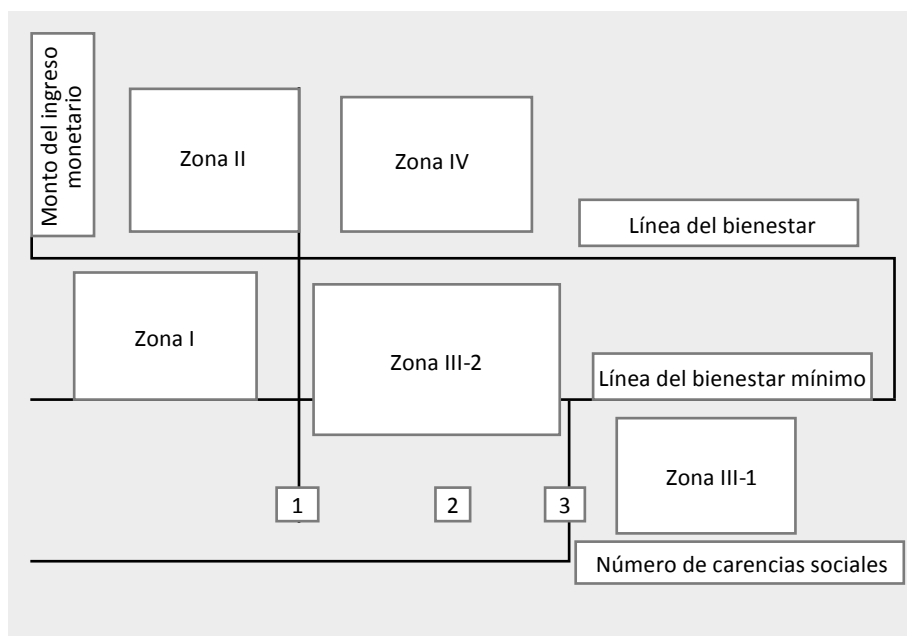 Monto del ingreso
monetario
Zona II
Zona IV
Línea del bienestar
Zona I
Zona III-2
Línea del bienestar mínimo
Zona III-1
1
2
3
Número de carencias sociales